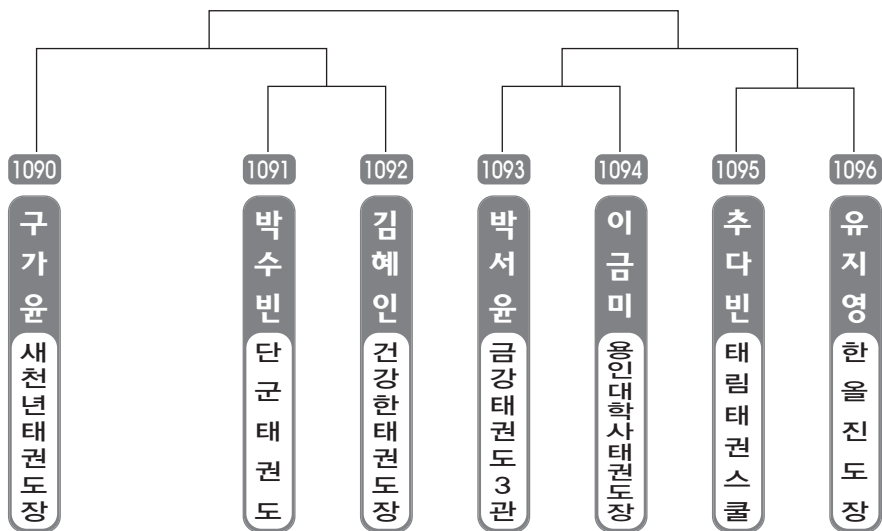 1090
구가윤
새천년태권도장
1091
박수빈
단군태권도
1092
김혜인
건강한태권도장
1093
박서윤
금강태권도3관
1094
이금미
용인대학사태권도장
1095
추다빈
태림태권스쿨
1096
유지영
한올진도장